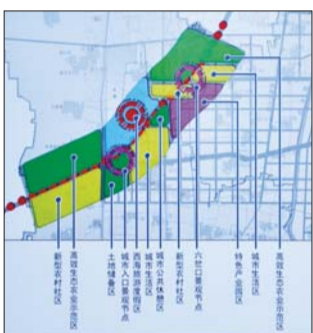 新型农村社区
高效生态农业示范区
土地储备区
城市入口景观节点
西海旅游度假区
城市生活区
城市公共休憩区
新型农村社区
六岔口景观节点
特色产业园区
城市生活区
高效生态农业示范区